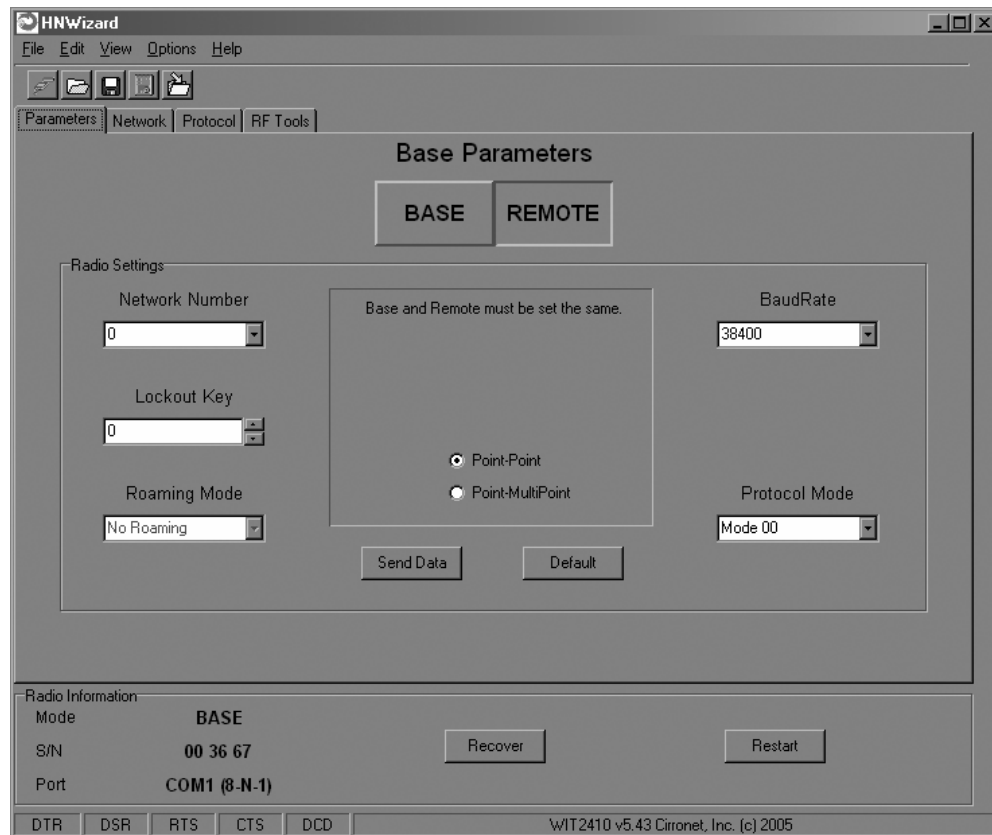 HNWizard
File Edit View Options Help
Parameters Network Protocol RF Tools
Base Parameters
BASE REMOTE
Radio Settings
Network Number
0
Lockout Key
0
Roaming Mode
No Roaming
Base and Remote must be set the same.
Point-Point
Point-MultiPoint
Send Data Default
BaudRate
38400
Protocol Mode
Mode 00
Radio Information
Mode BASE
S/N 00 36 67
Port COM1 (8-N-1)
Recover Restart
DTR DSR RTS CTS DCD WIT2410 v5.43 Cirronet, Inc. (c) 2005